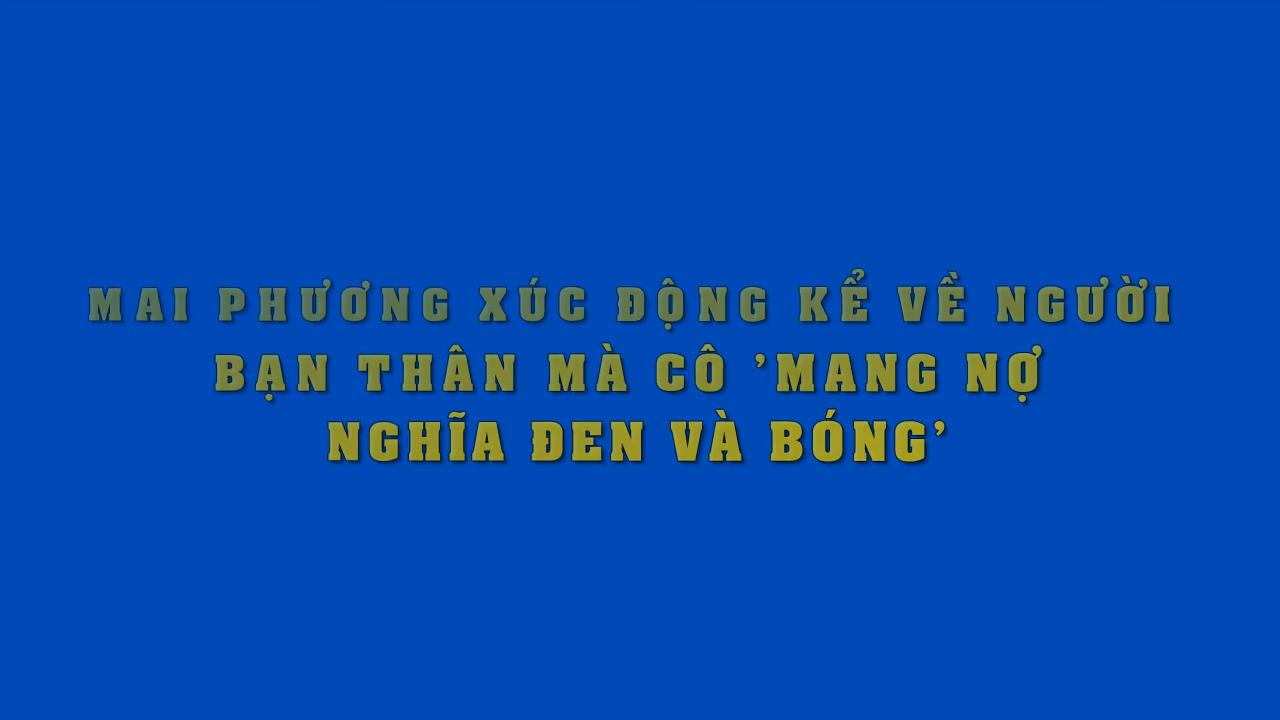 MAI PHƯƠNG XÚC ĐỘNG KỂ VỀ NGƯỜI
BẠN THÂN MÀ CÔ ’MANG NỢ
NGHĨA ĐEN VÀ BÓNG’